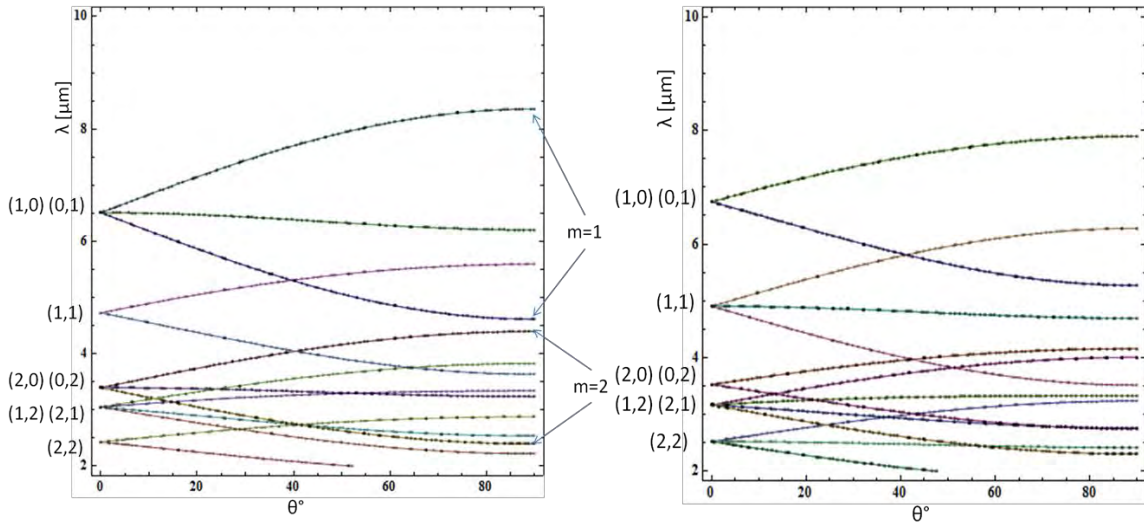 10
8
6
4
2
λ [μm]
(1,0) (0,1)
(1,1)
(2,0) (0,2)
(1,2) (2,1)
(2,2)
0 20 40 60 80
θ°
m=1
m=2
10
8
6
4
2
λ [μm]
(1,0) (0,1)
(1,1)
(2,0) (0,2)
(1,2) (2,1)
(2,2)
0 20 40 60 80
θ°